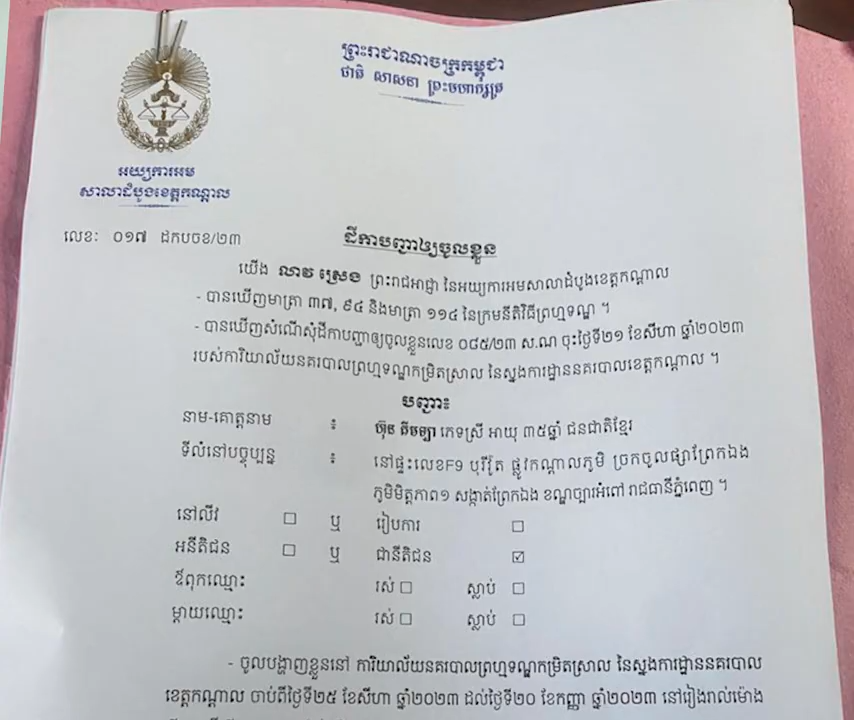 ព្រះរាជាណាចក្រកម្ពុជា
ជាតិ សាសនា ព្រះមហាក្សត្រ
អយ្យការអម
សាលាដំបូងខេត្តកណ្តាល
លេខៈ ០១៧ ដកបចខ/២៣
ដីកាបញ្ជាឲ្យចូលខ្លួន
យើង លាវ ស្រេង ព្រះរាជអាជ្ញា នៃអយ្យការអមសាលាដំបូងខេត្តកណ្តាល
- បានឃើញមាត្រា ៣៧, ៩៤ និងមាត្រា ១១៤ នៃក្រមនីតិវិធីព្រហ្មទណ្ឌ ។
- បានឃើញសំណើសុំដីកាបញ្ជាឲ្យចូលខ្លួនលេខ ០៨៥/២៣ ស.ណ ចុះថ្ងៃទី២១ ខែសីហា ឆ្នាំ២០២៣
របស់ការិយាល័យនគរបាលព្រហ្មទណ្ឌកម្រិតស្រាល នៃស្នងការដ្ឋាននគរបាលខេត្តកណ្តាល ។
បញ្ជា៖
នាម-គោត្តនាម ៖ ហ៊ុន ភេទស្រី អាយុ ៣៥ឆ្នាំ ជនជាតិខ្មែរ
ទីលំនៅបច្ចុប្បន្ន ៖ នៅផ្ទះលេខF9 បុរីវ៉ូត ផ្លូវកណ្តាលភូមិ ច្រកចូលផ្សាព្រែកឯង
ភូមិមិត្តភាព១ សង្កាត់ព្រែកឯង ខណ្ឌច្បារអំពៅ រាជធានីភ្នំពេញ ។
នៅលីវ ☐ ឬ រៀបការ ☐
អនីតិជន ☐ ឬ ជានីតិជន ☑
ឪពុកឈ្មោះ រស់ ☐ ស្លាប់ ☐
ម្តាយឈ្មោះ រស់ ☐ ស្លាប់ ☐
- ចូលបង្ហាញខ្លួននៅ ការិយាល័យនគរបាលព្រហ្មទណ្ឌកម្រិតស្រាល នៃស្នងការដ្ឋាននគរបាល
ខេត្តកណ្តាល ចាប់ពីថ្ងៃទី២៥ ខែសីហា ឆ្នាំ២០២៣ ដល់ថ្ងៃទី២០ ខែកញ្ញា ឆ្នាំ២០២៣ នៅរៀងរាល់ម៉ោង